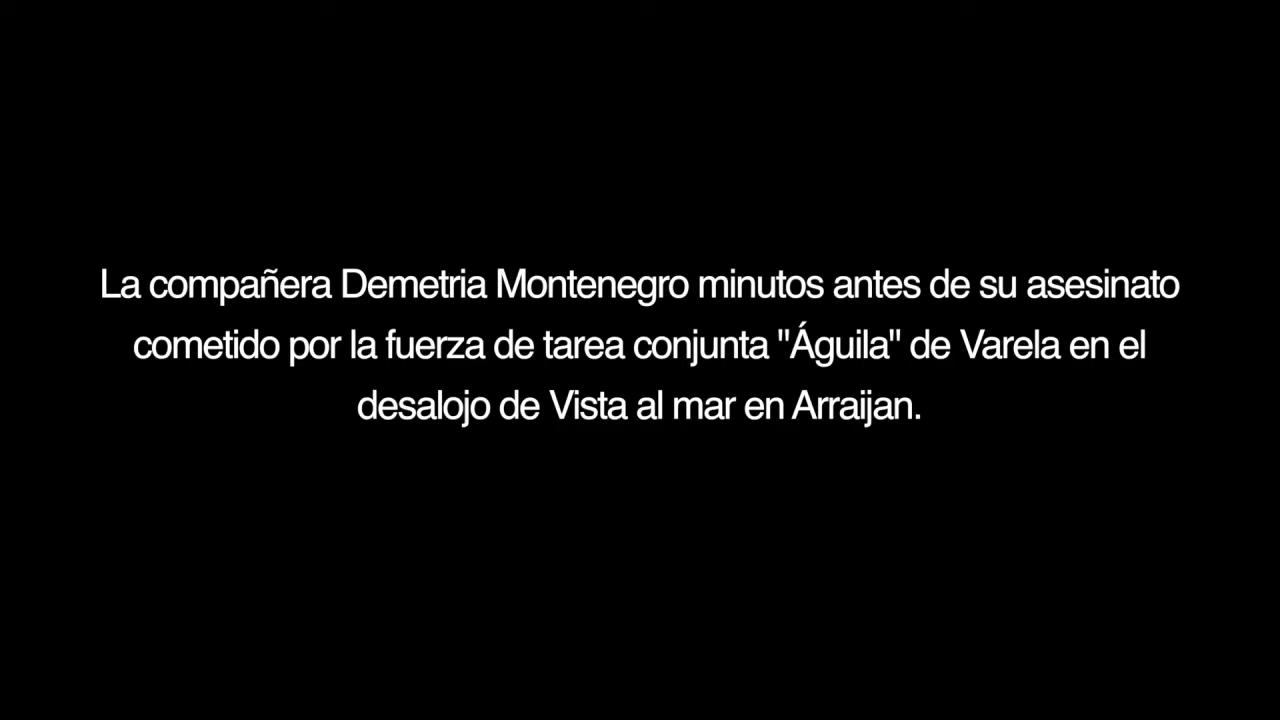 La compañera Demetria Montenegro minutos antes de su asesinato
cometido por la fuerza de tarea conjunta "Águila" de Varela en el
desalojo de Vista al mar en Arraijan.